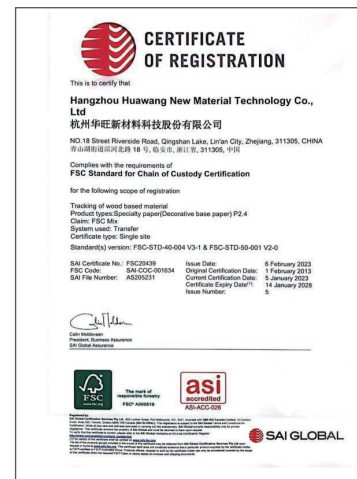 CERTIFICATE
OF REGISTRATION
This is to certify that
Hangzhou Huawang New Material Technology Co.,
Ltd
杭州华旺新材料科技股份有限公司
NO.18 Street Riverside Road, Qingshan Lake, Lin'an City, Zhejiang, 311305, CHINA
青山湖街道滨河北路 18 号, 临安市, 浙江省, 311305, 中国
Complies with the requirements of
FSC Standard for Chain of Custody Certification
for the following scope of registration
Tracking of wood based material
Product types:Specialty paper(Decorative base paper) P2.4
Claim: FSC Mix
System used: Transfer
Certificate type: Single site
Standard(s) version: FSC-STD-40-004 V3-1 & FSC-STD-50-001 V2-0
SAI Certificate No.: FSC20439 Issue Date: 6 February 2023
FSC Code: SAI-COC-001634 Original Certification Date: 1 February 2013
SAI File Number: AS205231 Current Certification Date: 5 January 2023
Certificate Expiry Date⁽¹⁾: 14 January 2028
Issue Number: 5
Calin Moldovean
President, Business Assurance
SAI Global Assurance
FSC
www.fsc.org
The mark of
responsible
forestry
FSC® A000519
asi
accredited
ASI-ACC-026
SAI GLOBAL